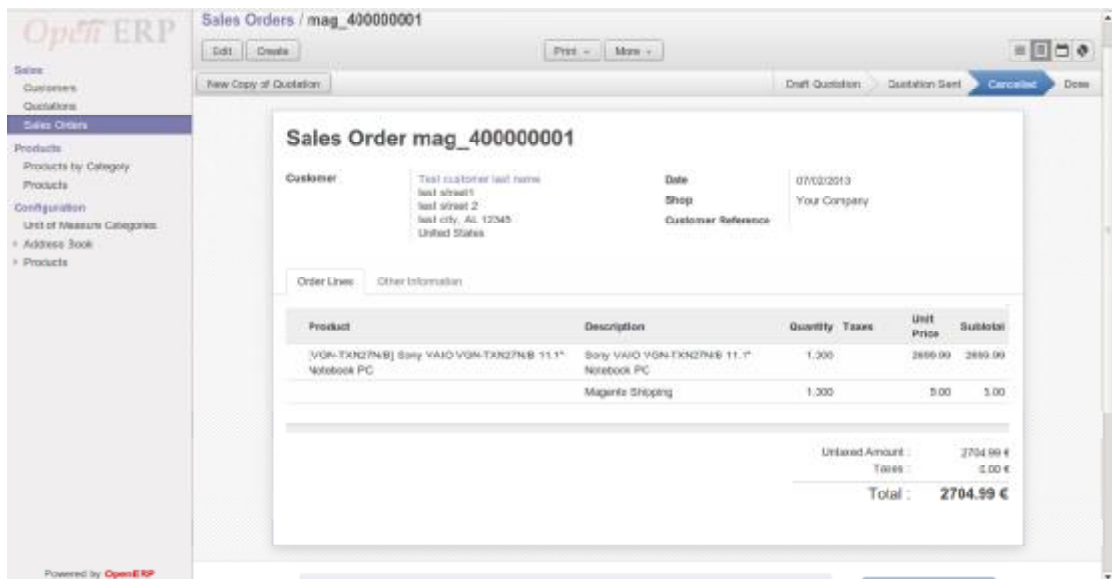 Open ERP
Sales
Customers
Quotations
Sales Orders
Products
Products by Category
Products
Configuration
Unit of Measure Categories
Address Book
Products
Powered by OpenERP
Sales Orders / mag_400000001
Edit Create Print More
New Copy of Quotation Draft Quotation Quotation Sent Cancelled Done
Sales Order mag_400000001
Customer
Test customer last name
test street1
test street 2
test city, AL 12345
United States
Date 07/02/2013
Shop Your Company
Customer Reference
Order Lines Other Information
Product Description Quantity Taxes Unit Price Subtotal
[VGN-TXN27N/B] Sony VAIO VGN-TXN27N/B 11.1" Notebook PC
Sony VAIO VGN-TXN27N/B 11.1" Notebook PC
1.000 2699.99 2699.99
Magento Shipping 1.000 5.00 5.00
Untaxed Amount : 2704.99 €
Taxes : 0.00 €
Total : 2704.99 €